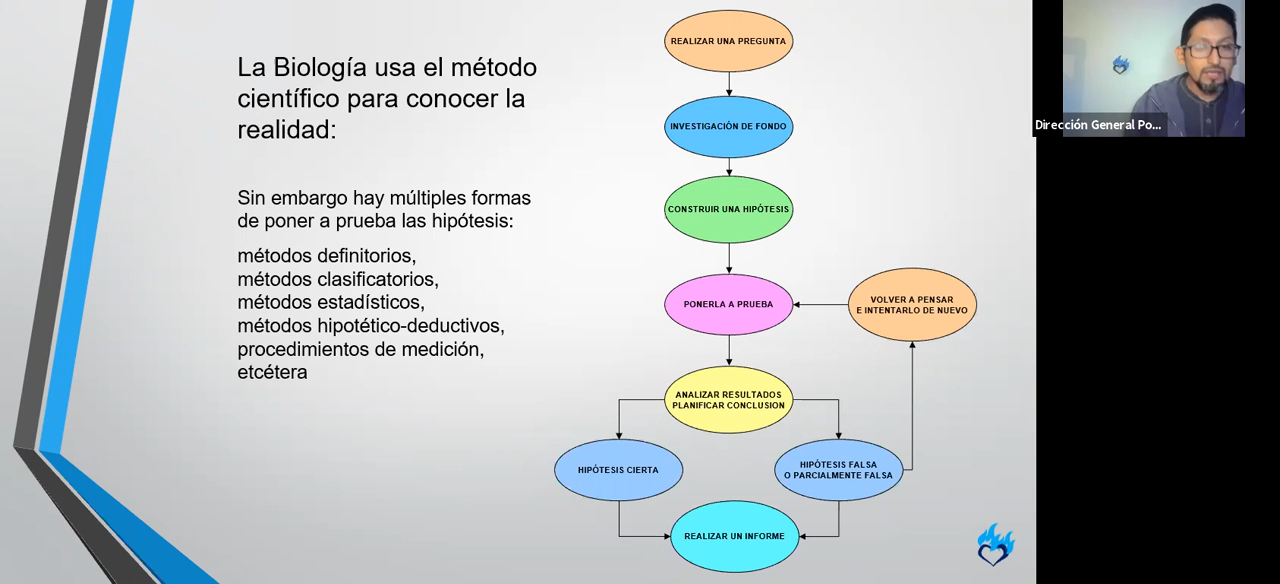 La Biología usa el método
científico para conocer la
realidad:
Sin embargo hay múltiples formas
de poner a prueba las hipótesis:
métodos definitorios,
métodos clasificatorios,
métodos estadísticos,
métodos hipotético-deductivos,
procedimientos de medición,
etcétera
REALIZAR UNA PREGUNTA
INVESTIGACIÓN DE FONDO
CONSTRUIR UNA HIPÓTESIS
PONERLA A PRUEBA
VOLVER A PENSAR
E INTENTARLO DE NUEVO
ANALIZAR RESULTADOS
PLANIFICAR CONCLUSION
HIPÓTESIS CIERTA
HIPÓTESIS FALSA
O PARCIALMENTE FALSA
REALIZAR UN INFORME
Dirección General Po...